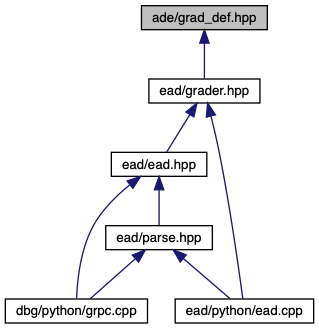 ade/grad_def.hpp
ead/grader.hpp
ead/ead.hpp
ead/parse.hpp
dbg/python/grpc.cpp
ead/python/ead.cpp